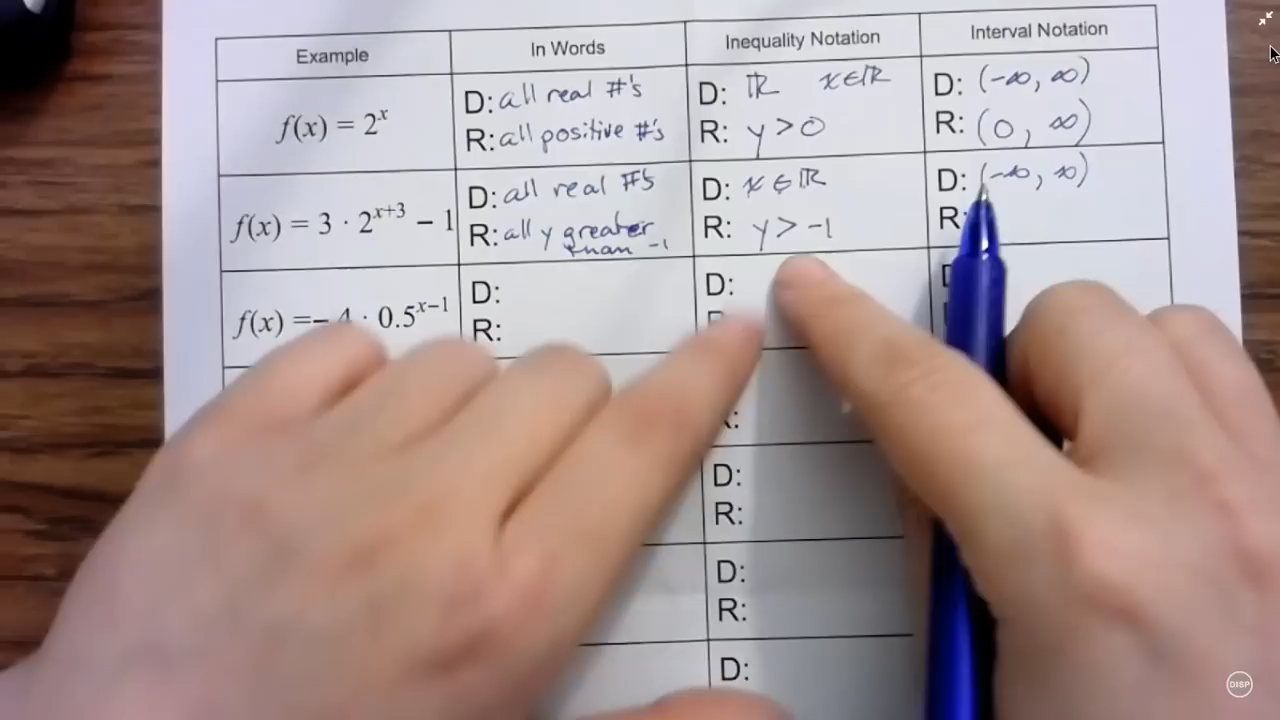 Example In Words Inequality Notation Interval Notation
f(x) = 2^x
D: all real #'s
R: all positive #'s
D: ℝ x∈ℝ
R: y > 0
D: (-∞, ∞)
R: (0, ∞)
f(x) = 3 · 2^{x+3} − 1
D: all real #'s
R: all y greater
than -1
D: x ∈ ℝ
R: y > -1
D: (-∞, ∞)
R:
f(x) =− 4 · 0.5^{x−1}
D:
R:
D:
D:
R:
D:
R:
D:
DISP